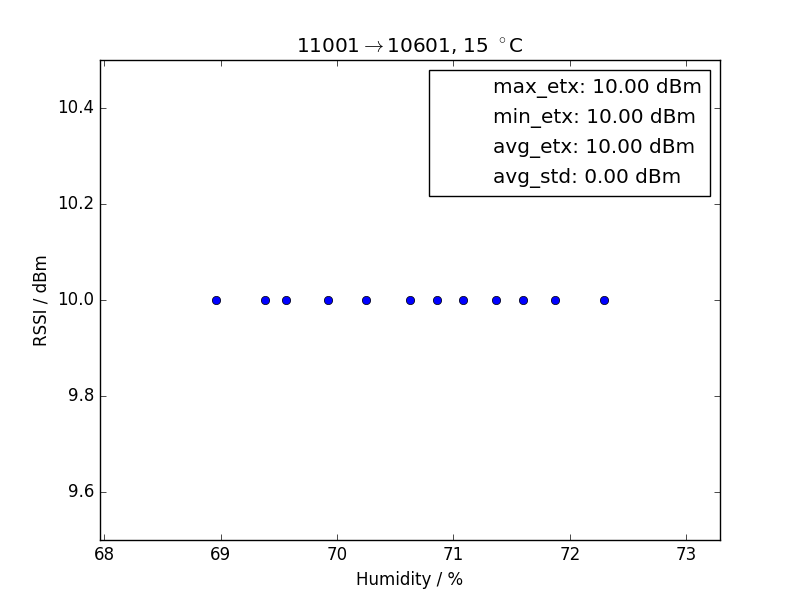 11001→10601, 15 °C
max_etx: 10.00 dBm
min_etx: 10.00 dBm
avg_etx: 10.00 dBm
avg_std: 0.00 dBm
10.4
10.2
10.0
9.8
9.6
RSSI / dBm
68 69 70 71 72 73
Humidity / %